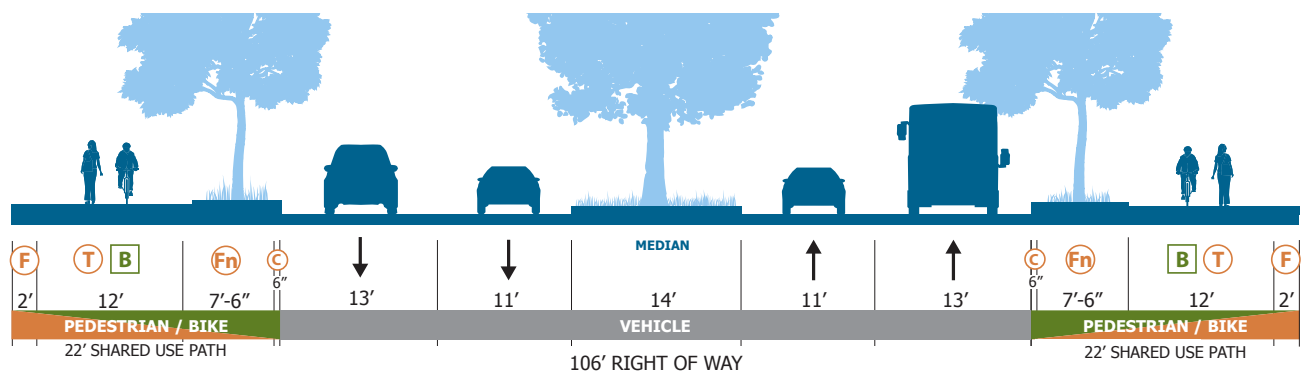 MEDIAN
F T B Fn C C Fn B T F
6” 6”
2’ 12’ 7’-6” 13’ 11’ 14’ 11’ 13’ 7’-6” 12’ 2’
PEDESTRIAN / BIKE VEHICLE PEDESTRIAN / BIKE
22’ SHARED USE PATH 22’ SHARED USE PATH
106’ RIGHT OF WAY